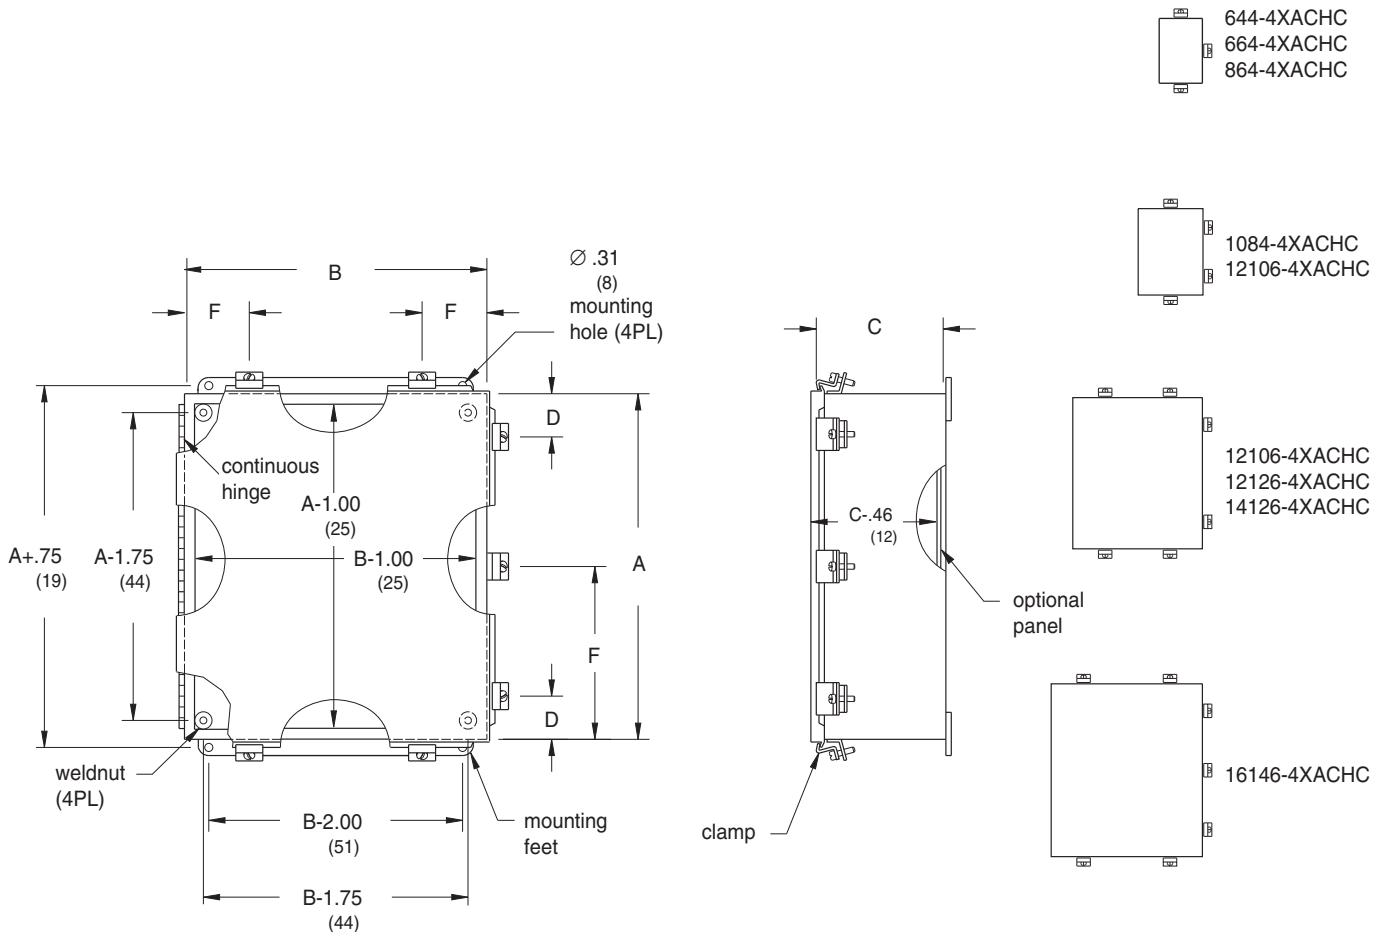 644-4XACHC
664-4XACHC
864-4XACHC
1084-4XACHC
12106-4XACHC
B
F
F
Ø .31
(8)
mounting
hole (4PL)
C
D
continuous
hinge
A-1.00
(25)
B-1.00
(25)
A+.75
(19)
A-1.75
(44)
A
F
D
C-.46
(12)
optional
panel
12106-4XACHC
12126-4XACHC
14126-4XACHC
weldnut
(4PL)
B-2.00
(51)
mounting
feet
B-1.75
(44)
clamp
16146-4XACHC